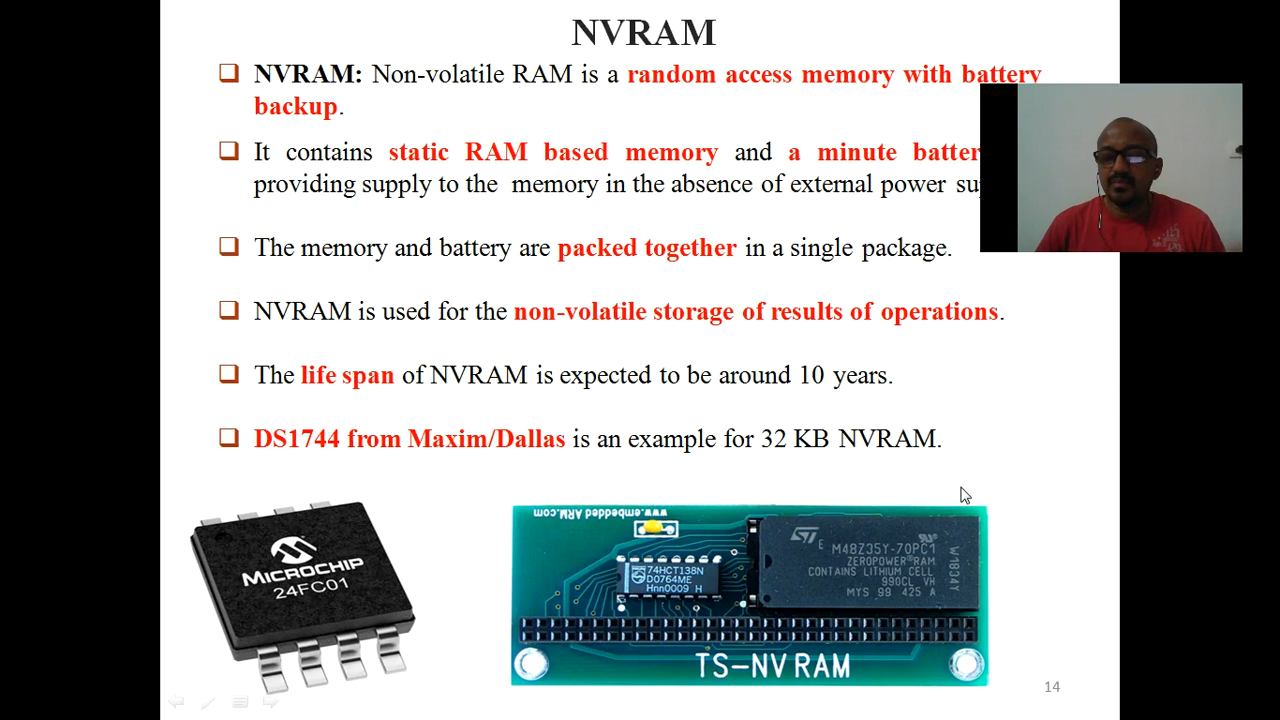 NVRAM
NVRAM: Non-volatile RAM is a random access memory with battery
backup.
It contains static RAM based memory and a minute
providing supply to the memory in the absence of external power
The memory and battery are packed together in a single package.
NVRAM is used for the non-volatile storage of results of operations.
The life span of NVRAM is expected to be around 10 years.
DS1744 from Maxim/Dallas is an example for 32 KB NVRAM.
MICROCHIP
24FC01
www.embeddedARM.com
74HCT138N
D0764ME
Hnn0009 H
ST
E M48Z35Y-70PC1
ZEROPOWER®RAM
CONTAINS LITHIUM CELL
990CL VH
MYS 99 425 A
W1834Y
TS-NVRAM
14